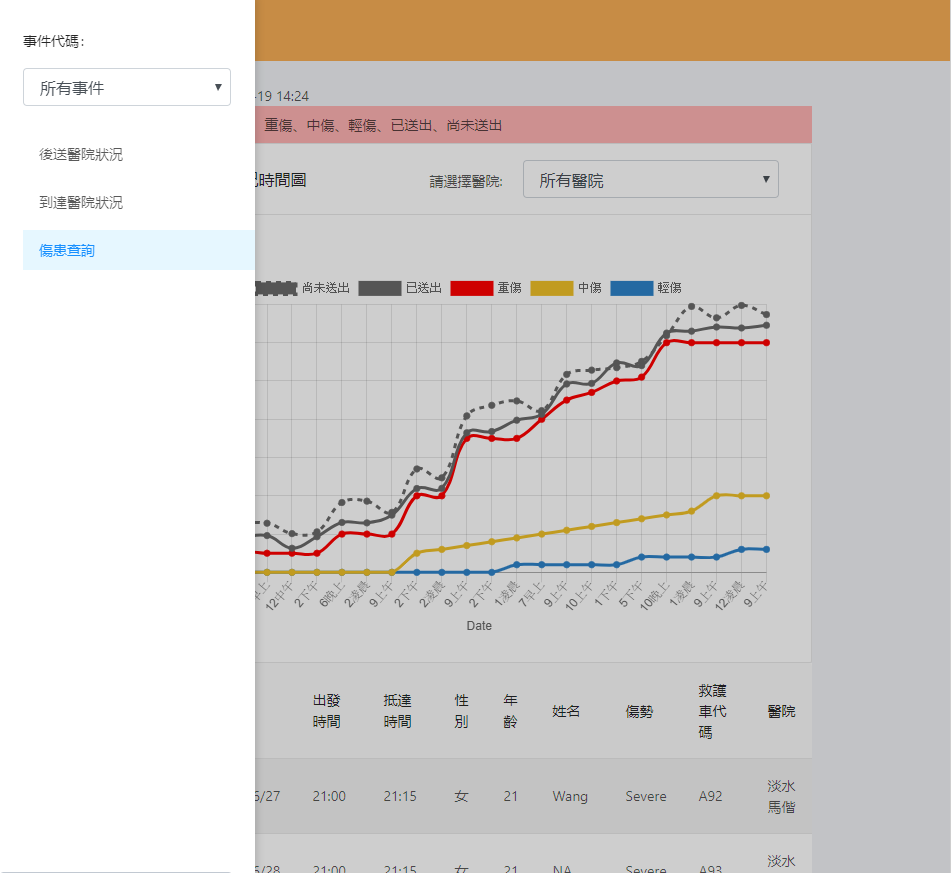 事件代碼:
所有事件
後送醫院狀況
到達醫院狀況
傷患查詢
-19 14:24
重傷、中傷、輕傷、已送出、尚未送出
時間圖
請選擇醫院:
所有醫院
尚未送出 已送出 重傷 中傷 輕傷
早上 12中午 2下午 6晚上 2凌晨 9上午 2下午 2凌晨 9上午 2下午 1凌晨 7早上 9上午 10上午 1下午 5下午 10晚上 1凌晨 9上午 12凌晨 9上午
Date
出發時間 抵達時間 性別 年齡 姓名 傷勢 救護車代碼 醫院
6/27 21:00 21:15 女 21 Wang Severe A92 淡水馬偕
6/28 21:00 21:15 女 21 NA Severe A93 淡水